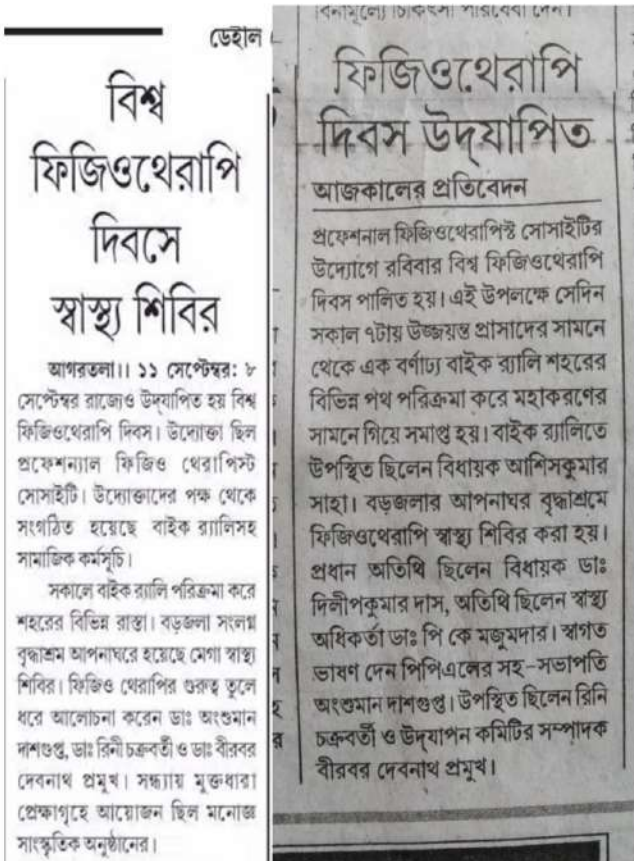 ডেইলি
বিশ্ব
ফিজিওথেরাপি
দিবসে
স্বাস্থ্য শিবির
আগরতলা।। ১১ সেপ্টেম্বর: ৮
সেপ্টেম্বর রাজ্যেও উদ্‌যাপিত হয় বিশ্ব
ফিজিওথেরাপি দিবস। উদ্যোক্তা ছিল
প্রফেশন্যাল ফিজিও থেরাপিস্ট
সোসাইটি। উদ্যোক্তাদের পক্ষ থেকে
সংগঠিত হয়েছে বাইক র‍্যালিসহ
সামাজিক কর্মসূচি।
সকালে বাইক র‍্যালি পরিক্রমা করে
শহরের বিভিন্ন রাস্তা। বড়জলা সংলগ্ন
বৃদ্ধাশ্রম আপনাঘরে হয়েছে মেগা স্বাস্থ্য
শিবির। ফিজিও থেরাপির গুরুত্ব তুলে
ধরে আলোচনা করেন ডাঃ অংশুমান
দাশগুপ্ত, ডাঃ রিনী চক্রবর্তী ও ডাঃ বীরবর
দেবনাথ প্রমুখ। সন্ধ্যায় মুক্তধারা
প্রেক্ষাগৃহে আয়োজন ছিল মনোজ্ঞ
সাংস্কৃতিক অনুষ্ঠানের।
বিনামূল্যে চিকিৎসা পরিষেবা দেন।
ফিজিওথেরাপি
দিবস উদ্‌যাপিত
আজকালের প্রতিবেদন
প্রফেশনাল ফিজিওথেরাপিস্ট সোসাইটির
উদ্যোগে রবিবার বিশ্ব ফিজিওথেরাপি
দিবস পালিত হয়। এই উপলক্ষে সেদিন
সকাল ৭টায় উজ্জয়ন্ত প্রাসাদের সামনে
থেকে এক বর্ণাঢ্য বাইক র‍্যালি শহরের
বিভিন্ন পথ পরিক্রমা করে মহাকরণের
সামনে গিয়ে সমাপ্ত হয়। বাইক র‍্যালিতে
উপস্থিত ছিলেন বিধায়ক আশিসকুমার
সাহা। বড়জলার আপনাঘর বৃদ্ধাশ্রমে
ফিজিওথেরাপি স্বাস্থ্য শিবির করা হয়।
প্রধান অতিথি ছিলেন বিধায়ক ডাঃ
দিলীপকুমার দাস, অতিথি ছিলেন স্বাস্থ্য
অধিকর্তা ডাঃ পি কে মজুমদার। স্বাগত
ভাষণ দেন পিপিএলের সহ-সভাপতি
অংশুমান দাশগুপ্ত। উপস্থিত ছিলেন রিনি
চক্রবর্তী ও উদ্‌যাপন কমিটির সম্পাদক
বীরবর দেবনাথ প্রমুখ।